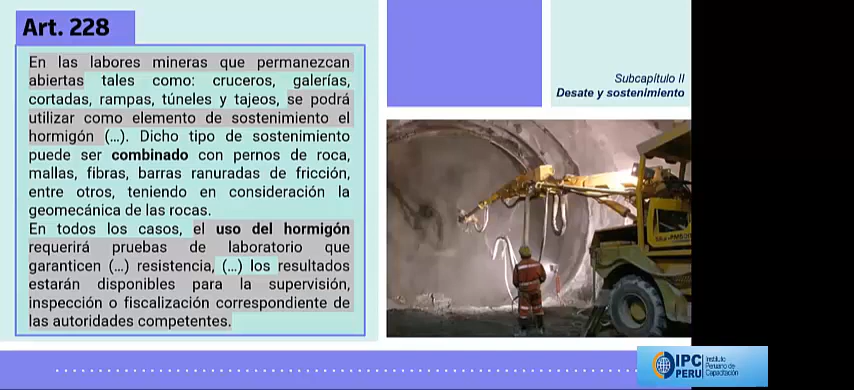 Art. 228
En las labores mineras que permanezcan
abiertas tales como: cruceros, galerías,
cortadas, rampas, túneles y tajeos, se podrá
utilizar como elemento de sostenimiento el
hormigón (...). Dicho tipo de sostenimiento
puede ser combinado con pernos de roca,
mallas, fibras, barras ranuradas de fricción,
entre otros, teniendo en consideración la
geomecánica de las rocas.
En todos los casos, el uso del hormigón
requerirá pruebas de laboratorio que
garanticen (...) resistencia, (...) los resultados
estarán disponibles para la supervisión,
inspección o fiscalización correspondiente de
las autoridades competentes.
Subcapítulo II
Desate y sostenimiento
IPC
PERU
Instituto
Peruano de
Capacitación